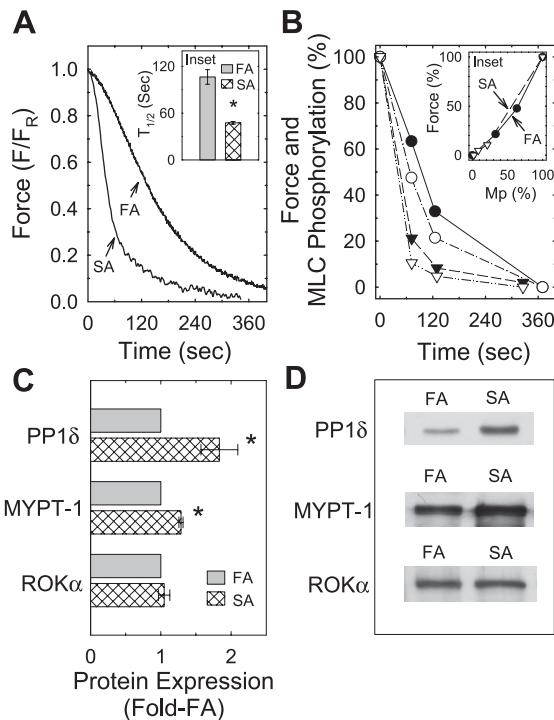 A
Force (F/F_R)
1.0
0.8
0.6
0.4
0.2
0.0
0 120 240 360
Time (sec)
FA
SA
Inset
T_{1/2} (Sec)
120
60
0
FA
SA
*
B
Force and
MLC Phosphorylation (%)
100
80
60
40
20
0
0 120 240 360
Time (sec)
Inset
Force (%)
100
50
0
0 50 100
Mp (%)
SA
FA
C
PP1δ
MYPT-1
ROKα
*
*
FA
SA
0 1 2
Protein Expression
(Fold-FA)
D
FA SA
PP1δ
FA SA
MYPT-1
FA SA
ROKα